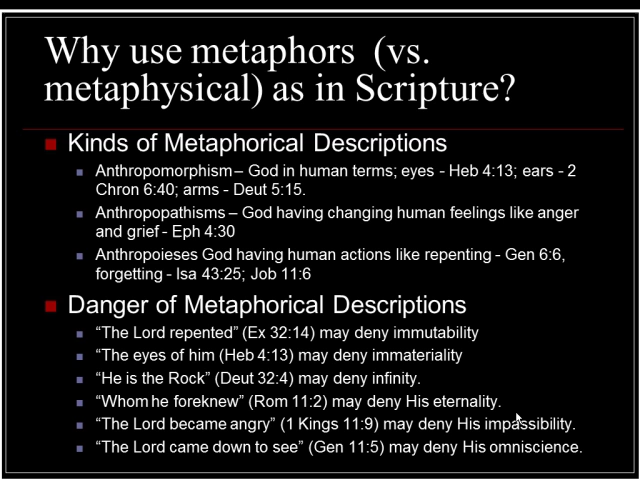 Why use metaphors (vs.
metaphysical) as in Scripture?
Kinds of Metaphorical Descriptions
Anthropomorphism – God in human terms; eyes - Heb 4:13; ears - 2
Chron 6:40; arms - Deut 5:15.
Anthropopathisms – God having changing human feelings like anger
and grief - Eph 4:30
Anthropoieses God having human actions like repenting - Gen 6:6,
forgetting - Isa 43:25; Job 11:6
Danger of Metaphorical Descriptions
“The Lord repented” (Ex 32:14) may deny immutability
“The eyes of him (Heb 4:13) may deny immateriality
“He is the Rock” (Deut 32:4) may deny infinity.
“Whom he foreknew” (Rom 11:2) may deny His eternality.
“The Lord became angry” (1 Kings 11:9) may deny His impassibility.
“The Lord came down to see” (Gen 11:5) may deny His omniscience.